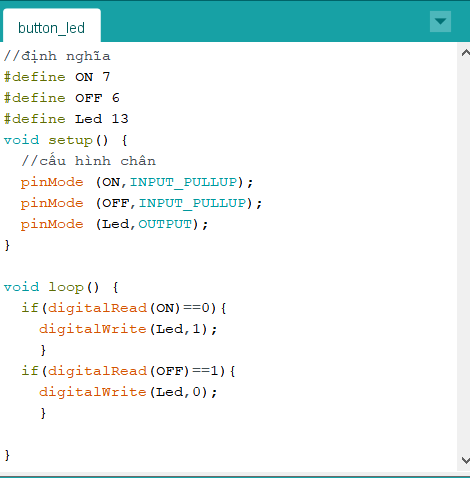 button_led
//định nghĩa
#define ON 7
#define OFF 6
#define Led 13
void setup() {
  //cấu hình chân
  pinMode (ON,INPUT_PULLUP);
  pinMode (OFF,INPUT_PULLUP);
  pinMode (Led,OUTPUT);
}

void loop() {
  if(digitalRead(ON)==0){
    digitalWrite(Led,1);
    }
  if(digitalRead(OFF)==1){
    digitalWrite(Led,0);
    }

}